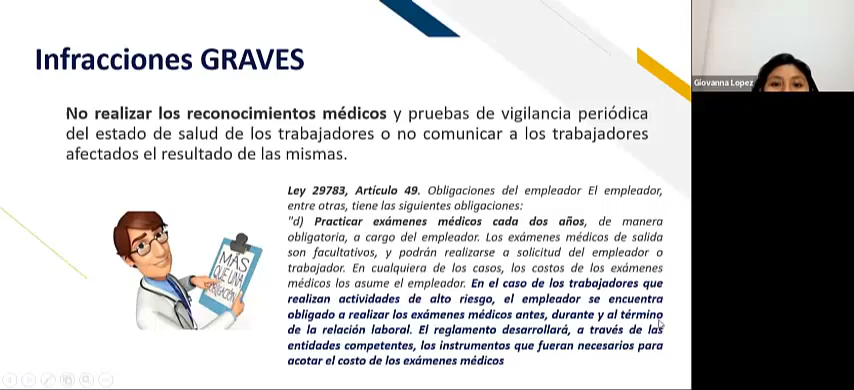 Infracciones GRAVES
Giovanna Lopez
No realizar los reconocimientos médicos y pruebas de vigilancia periódica
del estado de salud de los trabajadores o no comunicar a los trabajadores
afectados el resultado de las mismas.
Ley 29783, Artículo 49. Obligaciones del empleador El empleador,
entre otras, tiene las siguientes obligaciones:
"d) Practicar exámenes médicos cada dos años, de manera
obligatoria, a cargo del empleador. Los exámenes médicos de salida
son facultativos, y podrán realizarse a solicitud del empleador o
trabajador. En cualquiera de los casos, los costos de los exámenes
médicos los asume el empleador. En el caso de los trabajadores que
realizan actividades de alto riesgo, el empleador se encuentra
obligado a realizar los exámenes médicos antes, durante y al término
de la relación laboral. El reglamento desarrollará, a través de las
entidades competentes, los instrumentos que fueran necesarios para
acotar el costo de los exámenes médicos
MÁS
QUE UNA
OBLIGACIÓN